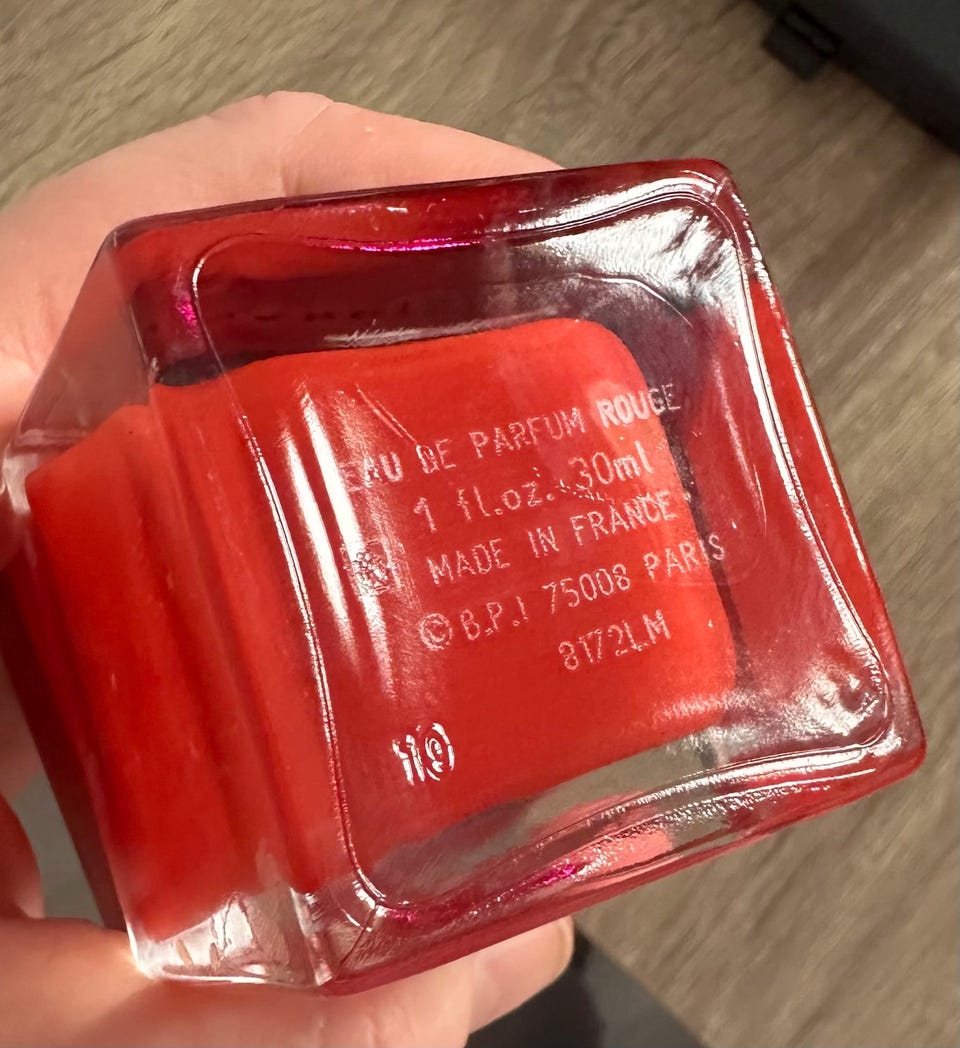 EAU DE PARFUM ROUGE
1 fl.oz. 30ml
MADE IN FRANCE
© B.P.I 75008 PARIS
8172LM